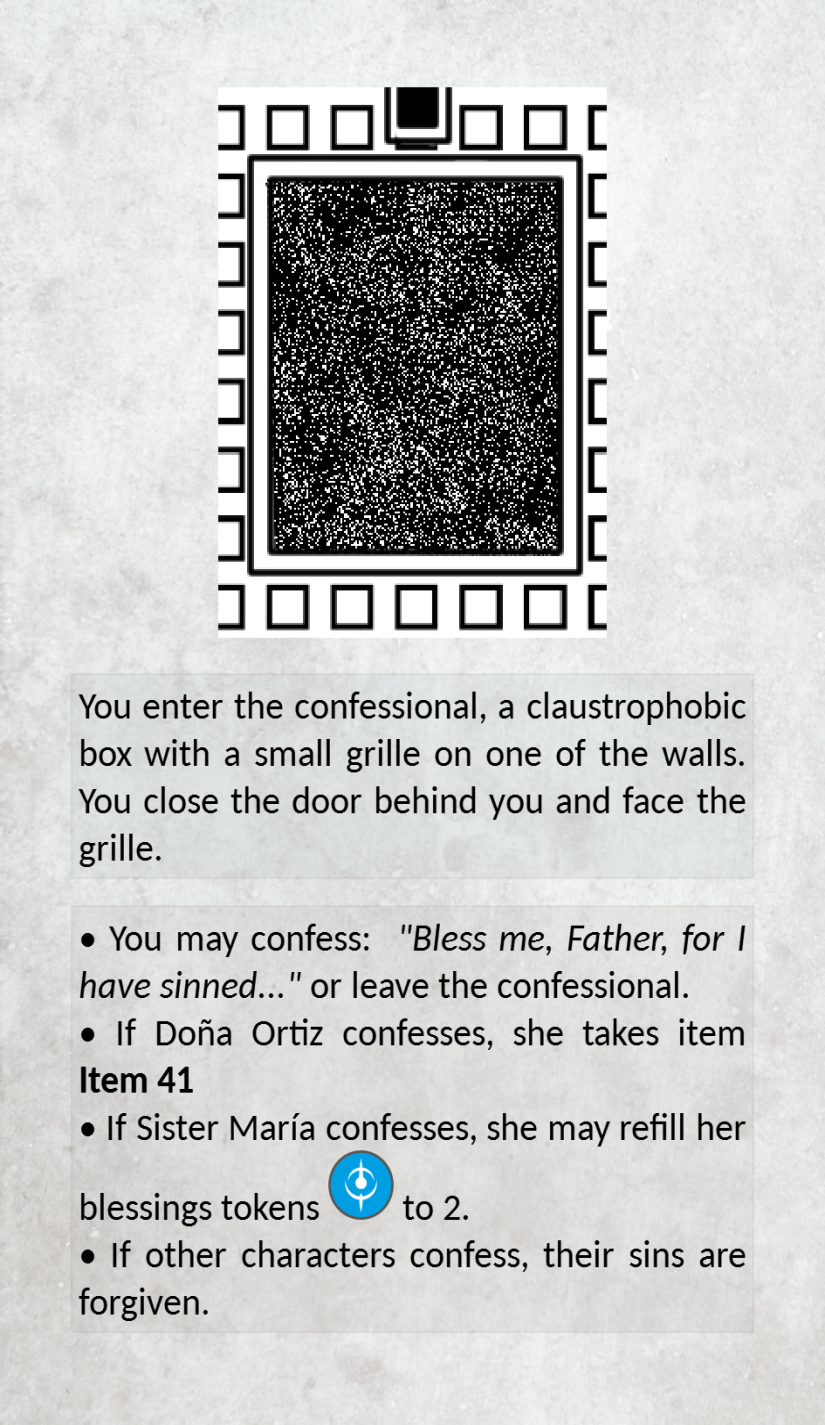 You enter the confessional, a claustrophobic
box with a small grille on one of the walls.
You close the door behind you and face the
grille.
• You may confess: "Bless me, Father, for I
have sinned..." or leave the confessional.
• If Doña Ortiz confesses, she takes item
Item 41
• If Sister María confesses, she may refill her
blessings tokens to 2.
• If other characters confess, their sins are
forgiven.